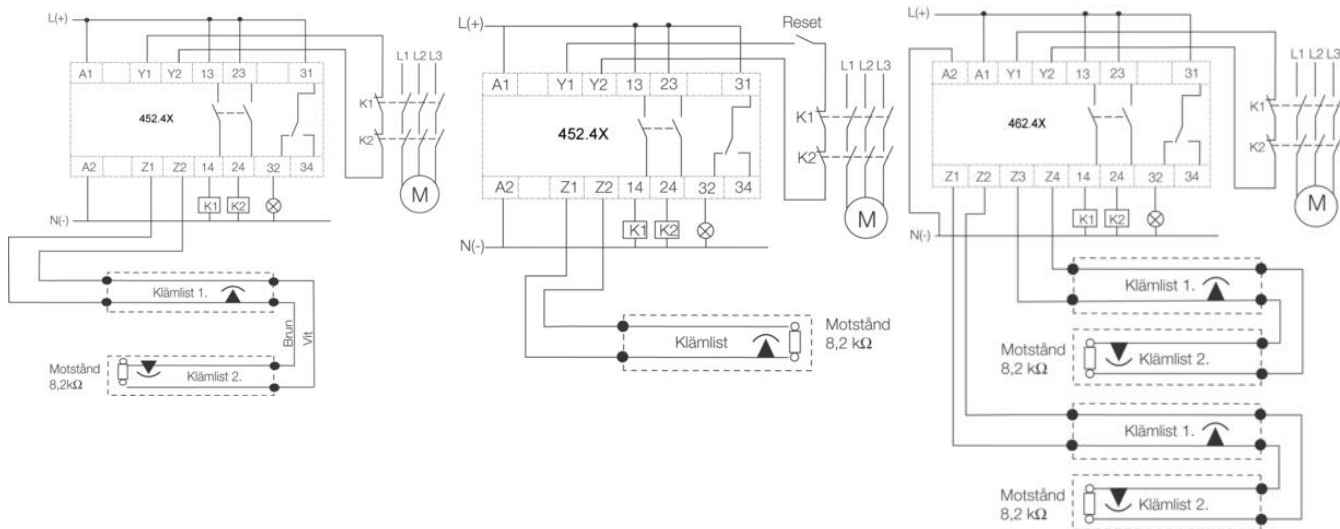 L(+)
A1 Y1 Y2 13 23 31
452.4X
A2 Z1 Z2 14 24 32 34
K1
K2
L1 L2 L3
M
K1 K2
N(-)
Klämlist 1.
Brun
Vit
Motstånd
8,2kΩ
Klämlist 2.
Reset
L(+)
A1 Y1 Y2 13 23 31
452.4X
A2 Z1 Z2 14 24 32 34
K1
K2
L1 L2 L3
M
K1 K2
N(-)
Klämlist
Motstånd
8,2 kΩ
L(+)
A2 A1 Y1 Y2 13 23 31
462.4X
Z1 Z2 Z3 Z4 14 24 32 34
K1
K2
L1 L2 L3
M
K1 K2
N(-)
Klämlist 1.
Motstånd
8,2 kΩ
Klämlist 2.
Klämlist 1.
Motstånd
8,2 kΩ
Klämlist 2.